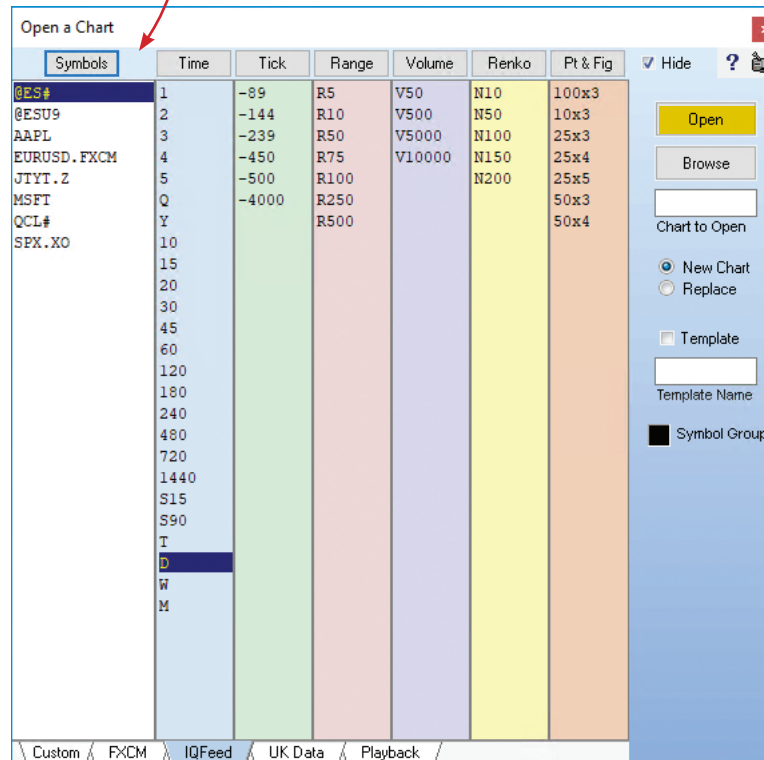 Open a Chart
Symbols Time Tick Range Volume Renko Pt & Fig Hide ?
@ES# 1 -89 R5 V50 N10 100x3
@ESU9 2 -144 R10 V500 N50 10x3
AAPL 3 -239 R50 V5000 N100 25x3
EURUSD.FXCM 4 -450 R75 V10000 N150 25x4
JTYT.Z 5 -500 R100 N200 25x5
MSFT Q -4000 R250 50x3
QCL# Y R500 50x4
SPX.XO 10
15
20
30
45
60
120
180
240
480
720
1440
S15
S90
T
D
W
M
Open
Browse
Chart to Open
New Chart
Replace
Template
Template Name
Symbol Group
Custom FXCM IQFeed UK Data Playback